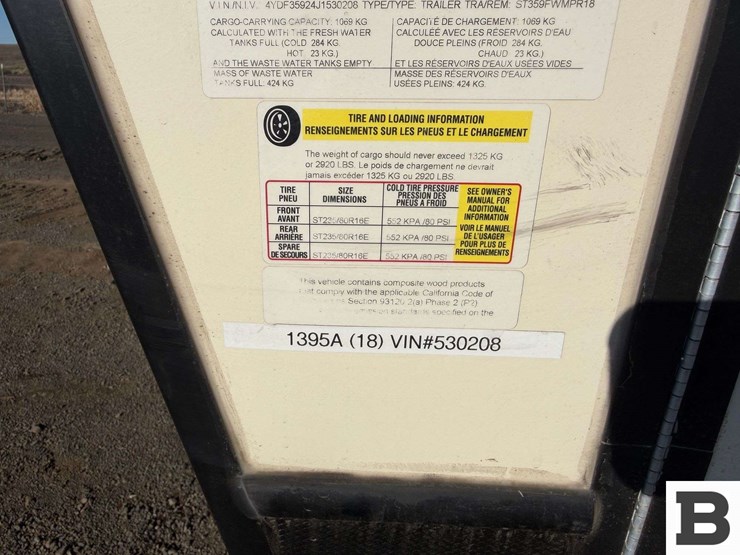 V.I.N./N.I.V. 4YDF35924J1530208 TYPE/TYPE: TRAILER TRA/REM: ST359FWMPR18
CARGO-CARRYING CAPACITY: 1069 KG
CALCULATED WITH THE FRESH WATER
TANKS FULL (COLD 284 KG.
HOT. 23 KG.)
AND THE WASTE WATER TANKS EMPTY
MASS OF WASTE WATER
TANKS FULL: 424 KG
CAPACITÉ DE CHARGEMENT: 1069 KG
CALCULÉE AVEC LES RÉSERVOIRS D'EAU
DOUCE PLEINS (FROID 284 KG.
CHAUD 23 KG.)
ET LES RÉSERVOIRS D'EAUX USÉES VIDES
MASSE DES RÉSERVOIRS D'EAUX
USÉES PLEINS: 424 KG
TIRE AND LOADING INFORMATION
RENSEIGNEMENTS SUR LES PNEUS ET LE CHARGEMENT
The weight of cargo should never exceed 1325 KG
or 2920 LBS. Le poids de chargement ne devrait
jamais excéder 1325 KG ou 2920 LBS.
TIRE
PNEU
SIZE
DIMENSIONS
COLD TIRE PRESSURE
PRESSION DES
PNEUS A FROID
FRONT
AVANT
ST235/80R16E
552 KPA /80 PSI
REAR
ARRIÈRE
ST235/80R16E
552 KPA /80 PSI
SPARE
DE SECOURS
ST235/80R16E
552 KPA /80 PSI
SEE OWNER'S
MANUAL FOR
ADDITIONAL
INFORMATION
VOIR LE MANUEL
DE L'USAGER
POUR PLUS DE
RENSEIGNEMENTS
This vehicle contains composite wood products
that comply with the applicable California Code of
Section 93120.2(a) Phase 2 (P2)
specified on the
1395A (18) VIN#530208
B